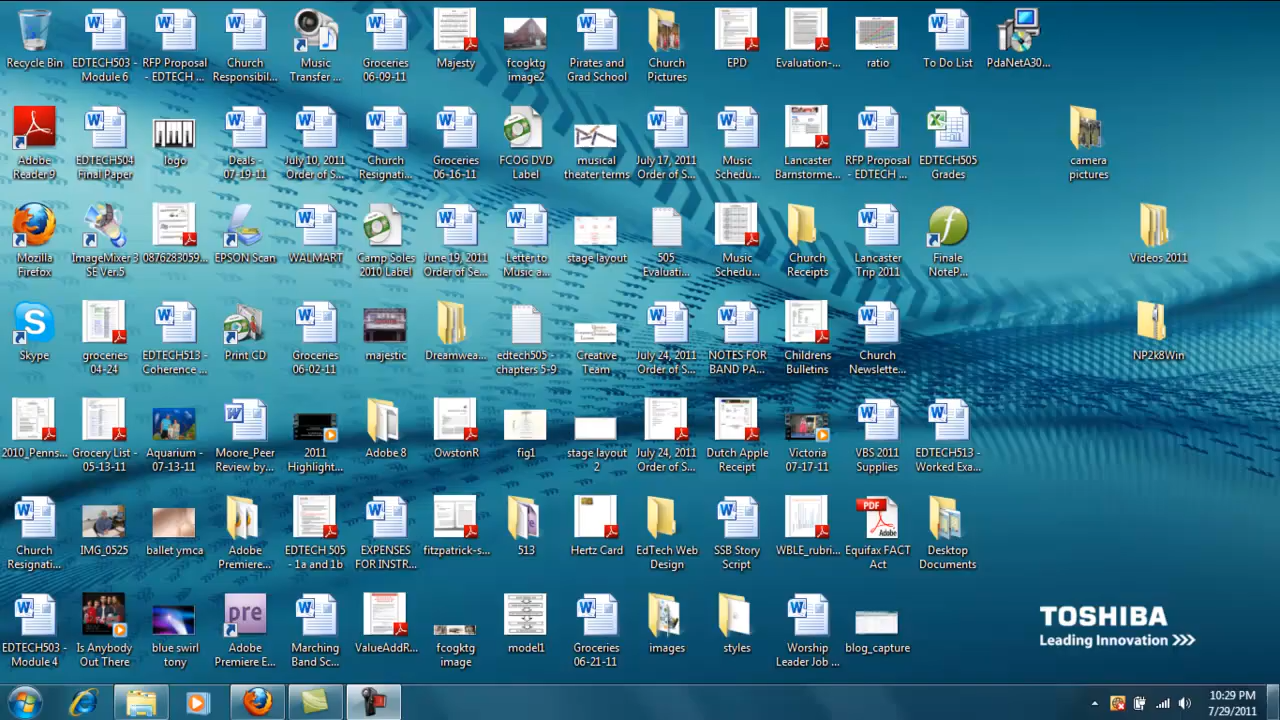 Recycle Bin
EDTECH503 - Module 6
RFP Proposal - EDTECH ...
Church Responsibil...
Music Transfer ...
Groceries 06-09-11
Majesty
fcogktg image2
Pirates and Grad School
Church Pictures
EPD
Evaluation-...
ratio
To Do List
PdaNetA30...
Adobe Reader 9
EDTECH504 Final Paper
logo
Deals - 07-19-11
July 10, 2011 Order of S...
Church Resignati...
Groceries 06-16-11
FCOG DVD Label
musical theater terms
July 17, 2011 Order of S...
Music Schedu...
Lancaster Barnstorme...
RFP Proposal - EDTECH ...
EDTECH505 Grades
camera pictures
Mozilla Firefox
ImageMixer 3 SE Ver5
0876283059...
EPSON Scan
WALMART
Camp Soles 2010 Label
June 19, 2011 Order of Se...
Letter to Music a...
stage layout
505 Evaluati...
Music Schedu...
Church Receipts
Lancaster Trip 2011
Finale NoteP...
Videos 2011
Skype
groceries 04-24
EDTECH513 - Coherence ...
Print CD
Groceries 06-02-11
majestic
Dreamwea...
edtech505 - chapters 5-9
Creative Team
July 24, 2011 Order of S...
NOTES FOR BAND PA...
Childrens Bulletins
Church Newslette...
NP2k8Win
2010_Penns...
Grocery List - 05-13-11
Aquarium - 07-13-11
Moore_Peer Review by...
2011 Highlight...
Adobe 8
OwstonR
fig1
stage layout 2
July 24, 2011 Order of S...
Dutch Apple Receipt
Victoria 07-17-11
VBS 2011 Supplies
EDTECH513 - Worked Exa...
Church Resignati...
IMG_0525
ballet ymca
Adobe Premiere...
EDTECH 505 - 1a and 1b
EXPENSES FOR INSTR...
fitzpatrick-s...
513
Hertz Card
EdTech Web Design
SSB Story Script
WBLE_rubri...
PDF
Adobe
Equifax FACT Act
Desktop Documents
EDTECH503 - Module 4
Is Anybody Out There
blue swirl tony
pre
Adobe Premiere E...
Marching Band Sc...
ValueAddR...
fcogktg image
model1
Groceries 06-21-11
images
styles
Worship Leader Job ...
blog_capture
TOSHIBA
Leading Innovation >>>
10:29 PM
7/29/2011